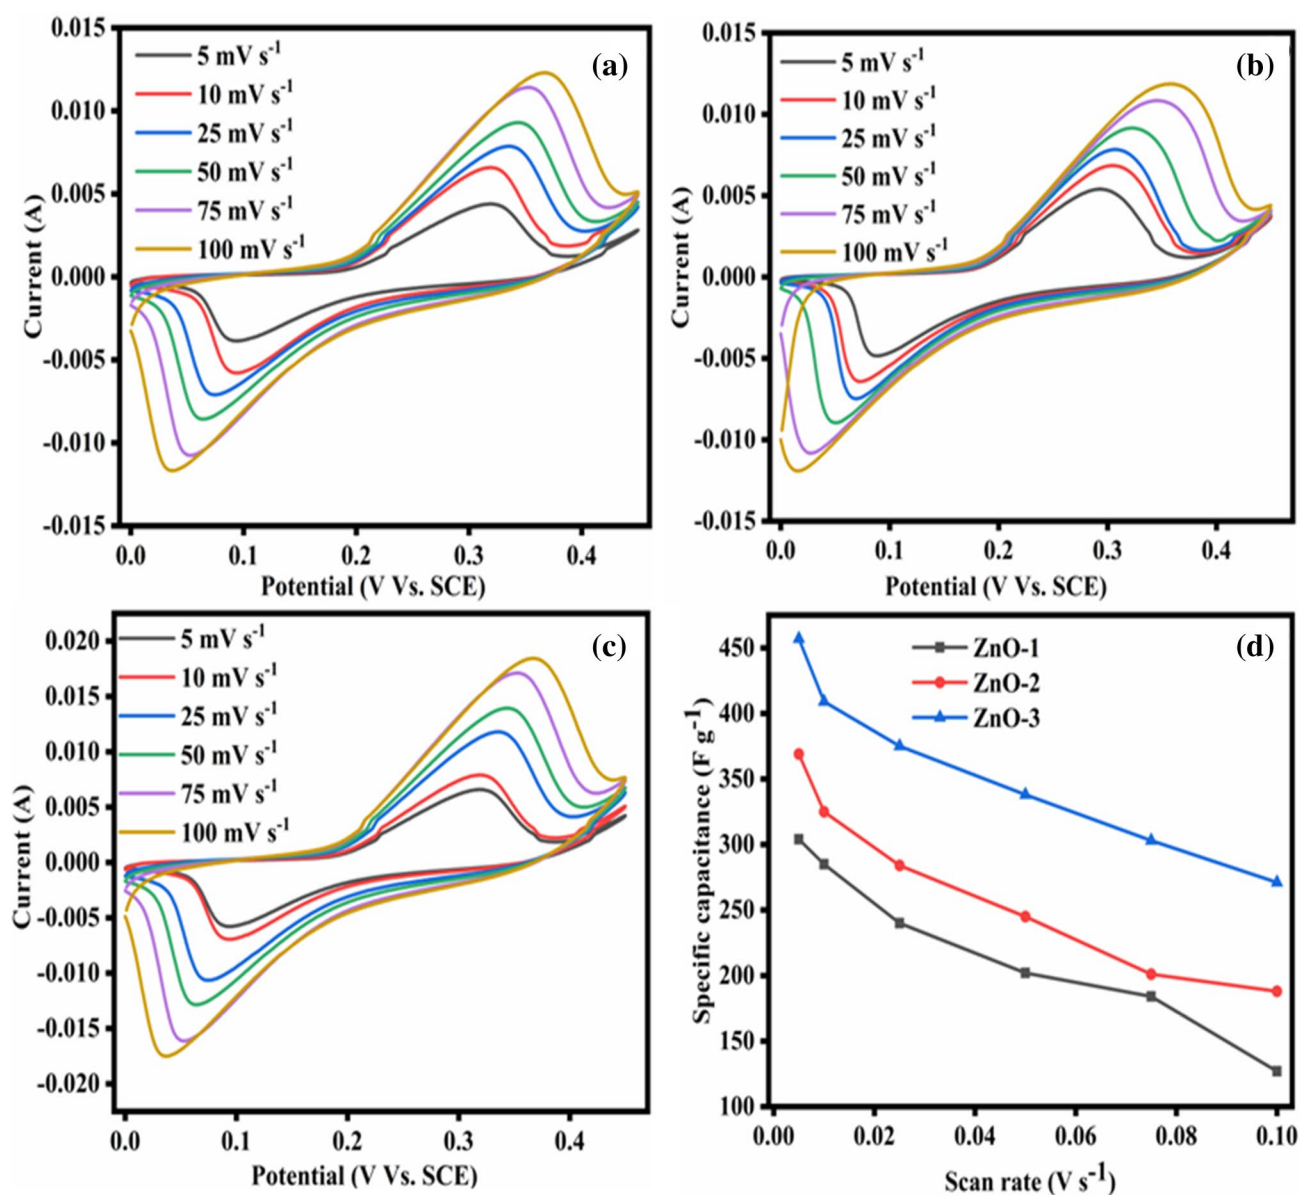 (a)
5 mV s-1
10 mV s-1
25 mV s-1
50 mV s-1
75 mV s-1
100 mV s-1
0.015
0.010
0.005
0.000
-0.005
-0.010
-0.015
Current (A)
0.0 0.1 0.2 0.3 0.4
Potential (V Vs. SCE)
(b)
5 mV s-1
10 mV s-1
25 mV s-1
50 mV s-1
75 mV s-1
100 mV s-1
0.015
0.010
0.005
0.000
-0.005
-0.010
-0.015
Current (A)
0.0 0.1 0.2 0.3 0.4
Potential (V Vs. SCE)
(c)
5 mV s-1
10 mV s-1
25 mV s-1
50 mV s-1
75 mV s-1
100 mV s-1
0.020
0.015
0.010
0.005
0.000
-0.005
-0.010
-0.015
-0.020
Current (A)
0.0 0.1 0.2 0.3 0.4
Potential (V Vs. SCE)
(d)
ZnO-1
ZnO-2
ZnO-3
450
400
350
300
250
200
150
100
Specific capacitance (F g-1)
0.00 0.02 0.04 0.06 0.08 0.10
Scan rate (V s-1)